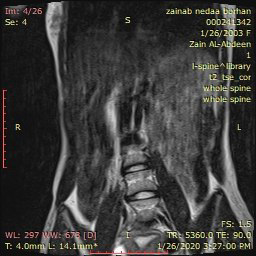 Im: 4/26
Se: 4
S
zainab nedaa borhan
000241342
1/26/2003 F
Zain AL-Abdeen
1
l-spine^library
t2_tse_cor
whole spine
whole spine
R
L
WL: 297 WW: 678 [D]
T: 4.0mm L: 14.1mm*
I
FS: 1.5
TR: 5360.0 TE: 90.0
1/26/2020 3:27:00 PM